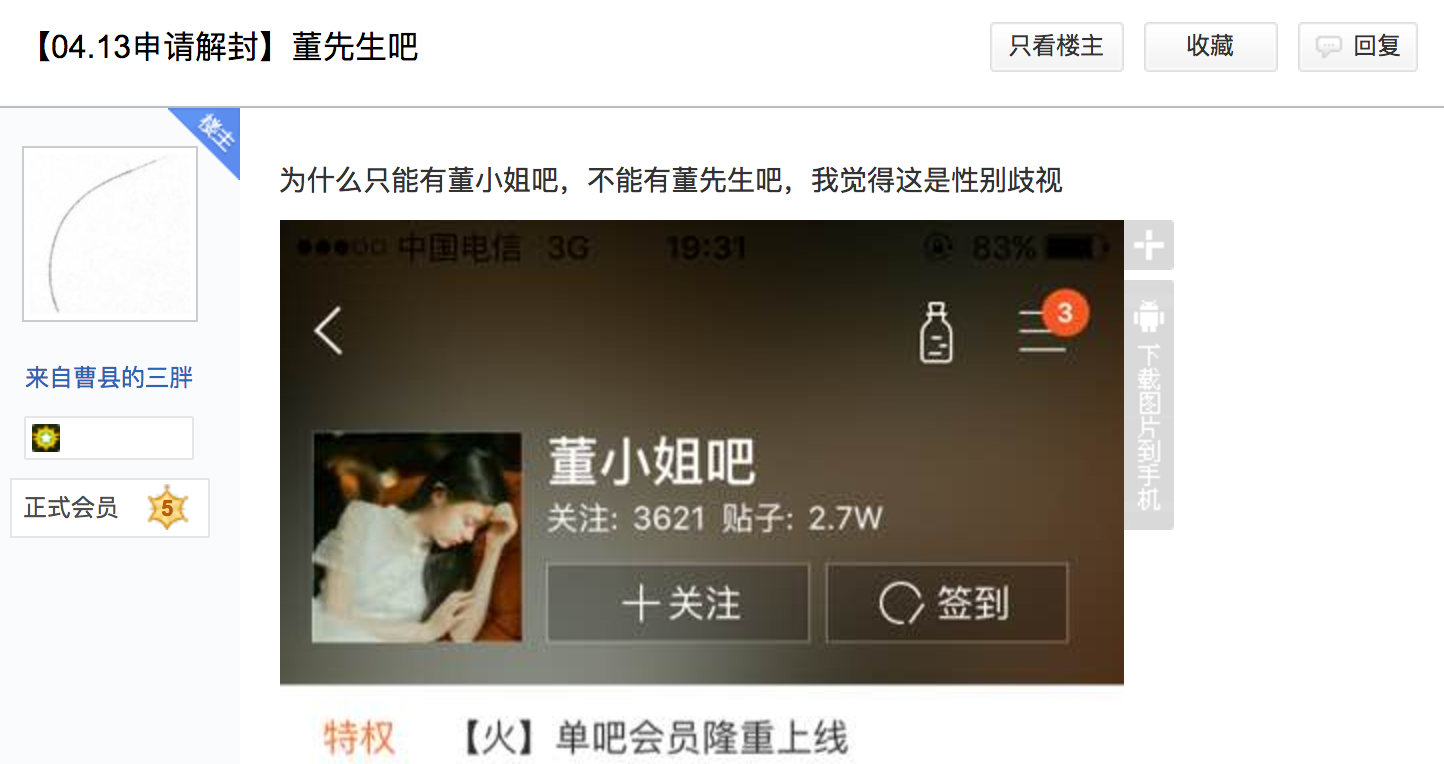 【04.13申请解封】董先生吧
只看楼主
收藏
回复
楼主
来自曹县的三胖
正式会员 5
为什么只能有董小姐吧，不能有董先生吧，我觉得这是性别歧视
中国电信 3G 19:31 83%
3
董小姐吧
关注: 3621 贴子: 2.7W
关注
签到
特权 【火】单吧会员隆重上线
下载图片到手机